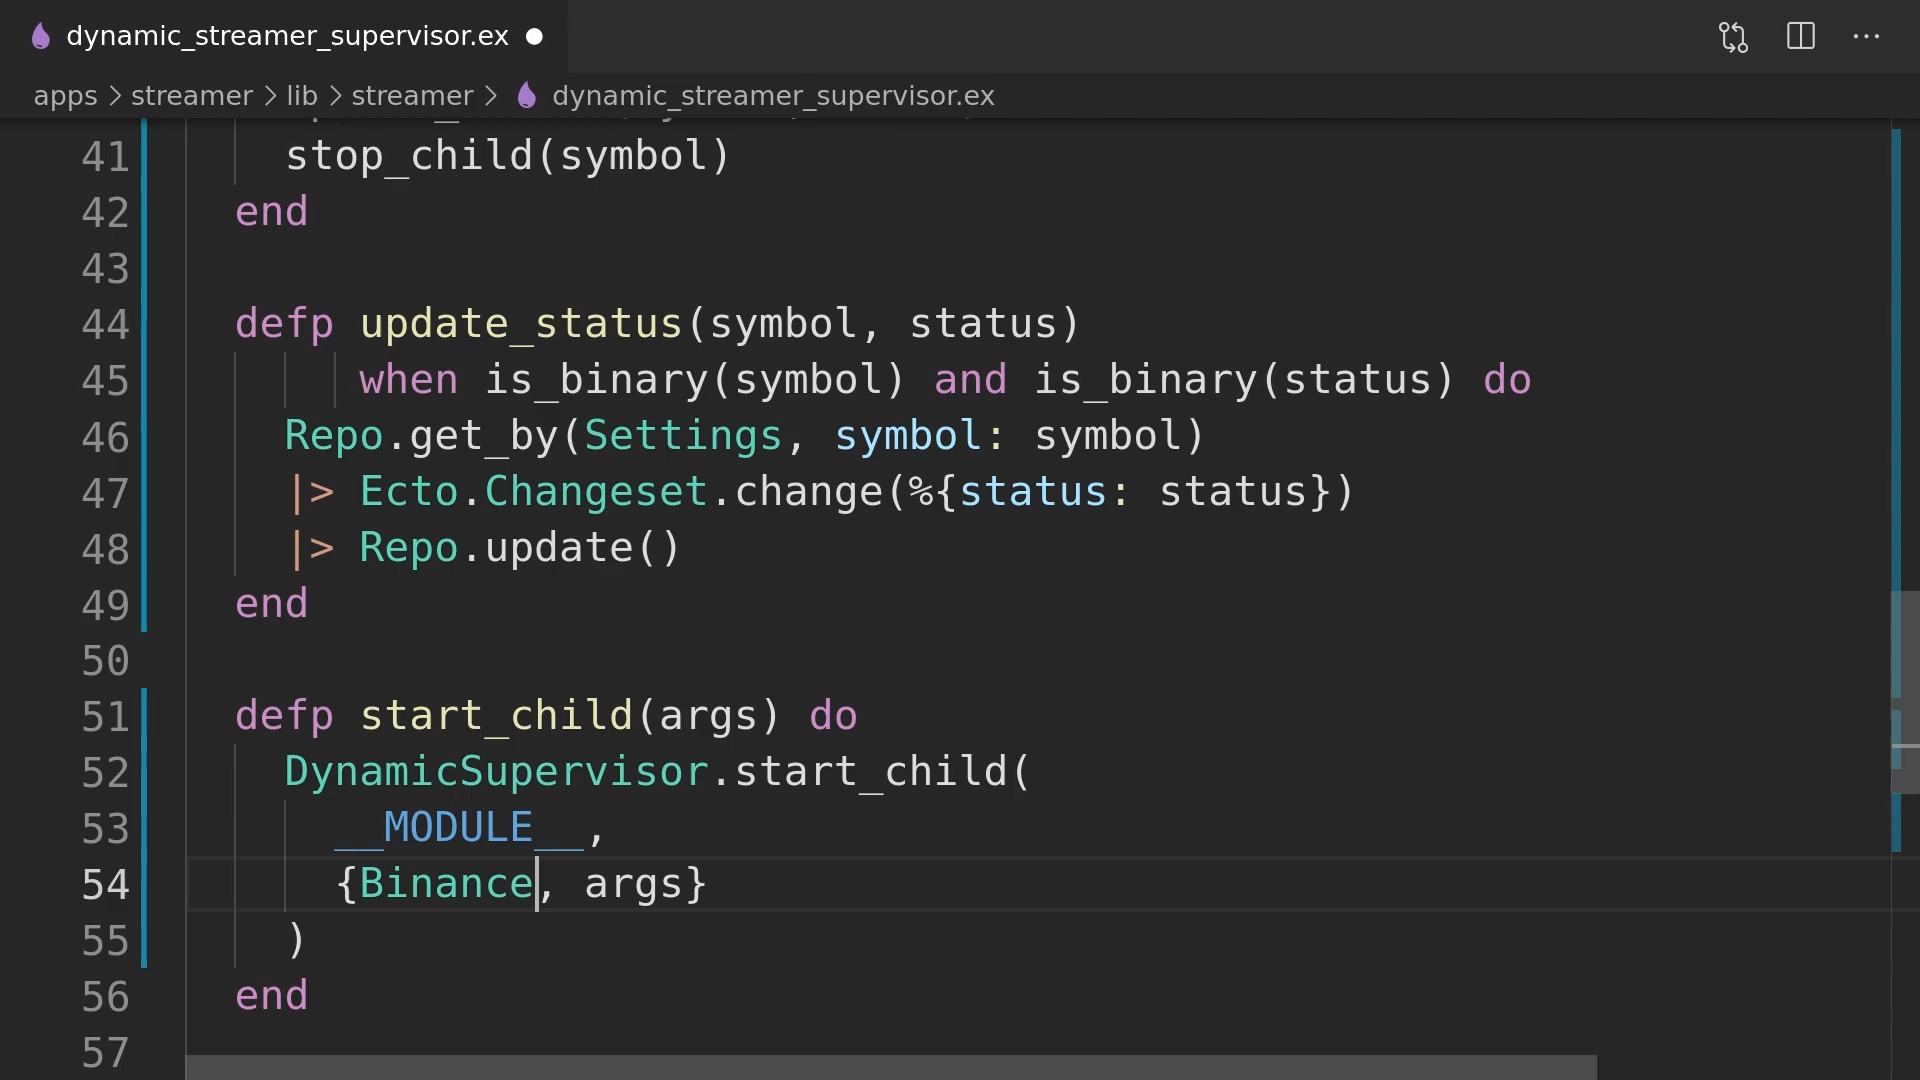 dynamic_streamer_supervisor.ex
apps > streamer > lib > streamer > dynamic_streamer_supervisor.ex
41 stop_child(symbol)
42 end
43
44 defp update_status(symbol, status)
45 when is_binary(symbol) and is_binary(status) do
46 Repo.get_by(Settings, symbol: symbol)
47 |> Ecto.Changeset.change(%{status: status})
48 |> Repo.update()
49 end
50
51 defp start_child(args) do
52 DynamicSupervisor.start_child(
53 __MODULE__,
54 {Binance, args}
55 )
56 end
57